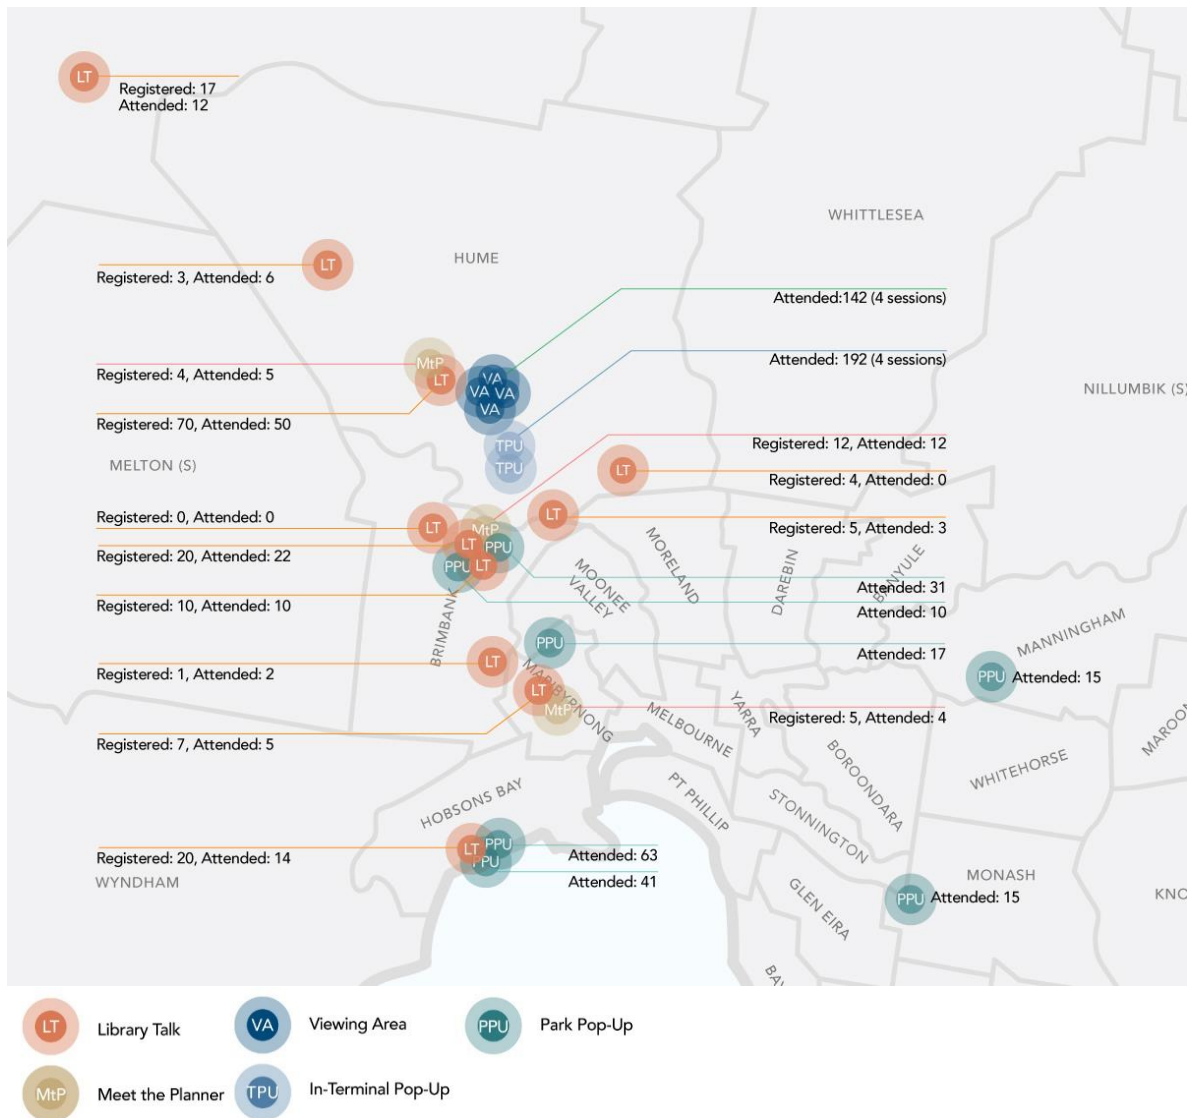 LT
Registered: 17
Attended: 12
WHITTLESEA
HUME
LT
Registered: 3, Attended: 6
Attended:142 (4 sessions)
MtP
Registered: 4, Attended: 5
Attended: 192 (4 sessions)
LT
VA
VA
VA
VA
NILLUMBIK (S)
Registered: 70, Attended: 50
TPU
TPU
Registered: 12, Attended: 12
MELTON (S)
LT
Registered: 4, Attended: 0
Registered: 0, Attended: 0
LT
MtP
LT
Registered: 5, Attended: 3
Registered: 20, Attended: 22
LT
PPU
PPU
LT
MOONEE
VALLEY
MORELAND
DAREBIN
BANYULE
Attended: 31
Registered: 10, Attended: 10
Attended: 10
BRIMBANK
MANNINGHAM
PPU
Attended: 17
Registered: 1, Attended: 2
LT
PPU
Attended: 15
MARIBYRNONG
LT
MtP
MELBOURNE
YARRA
Registered: 5, Attended: 4
Registered: 7, Attended: 5
BOROONDARA
WHITEHORSE
MAROON
HOBSONS BAY
PT PHILLIP
STONNINGTON
Registered: 20, Attended: 14
LT
PPU
PPU
Attended: 63
Attended: 41
WYNDHAM
MONASH
KNO
GLEN EIRA
PPU
Attended: 15
BA
LT
Library Talk
VA
Viewing Area
PPU
Park Pop-Up
MtP
Meet the Planner
TPU
In-Terminal Pop-Up